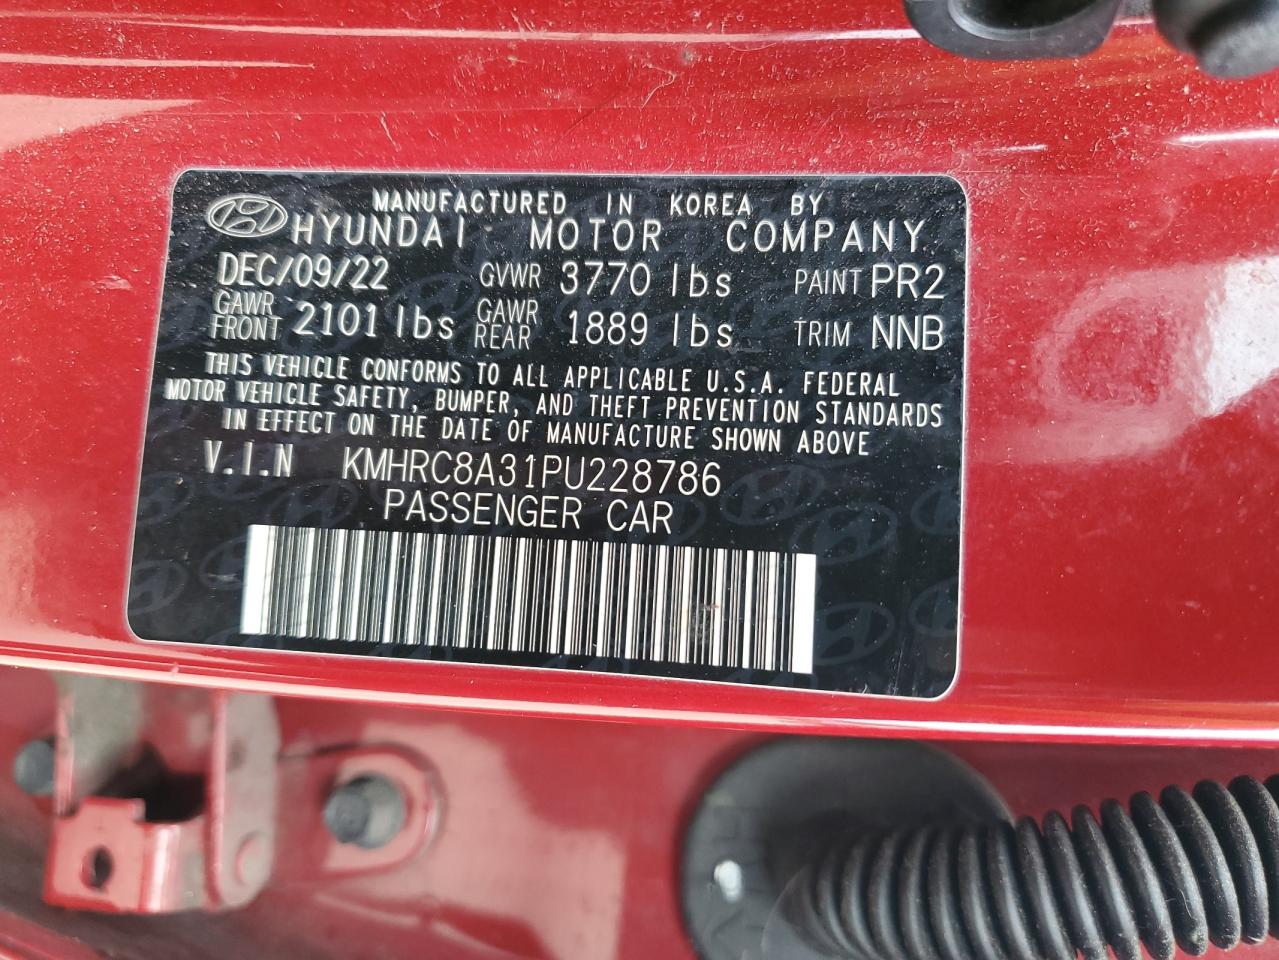 MANUFACTURED IN KOREA BY
HYUNDAI MOTOR COMPANY
DEC/09/22 GVWR 3770 lbs PAINT PR2
GAWR FRONT 2101 lbs GAWR REAR 1889 lbs TRIM NNB
THIS VEHICLE CONFORMS TO ALL APPLICABLE U.S.A. FEDERAL
MOTOR VEHICLE SAFETY, BUMPER, AND THEFT PREVENTION STANDARDS
IN EFFECT ON THE DATE OF MANUFACTURE SHOWN ABOVE
V.I.N KMHRC8A31PU228786
PASSENGER CAR